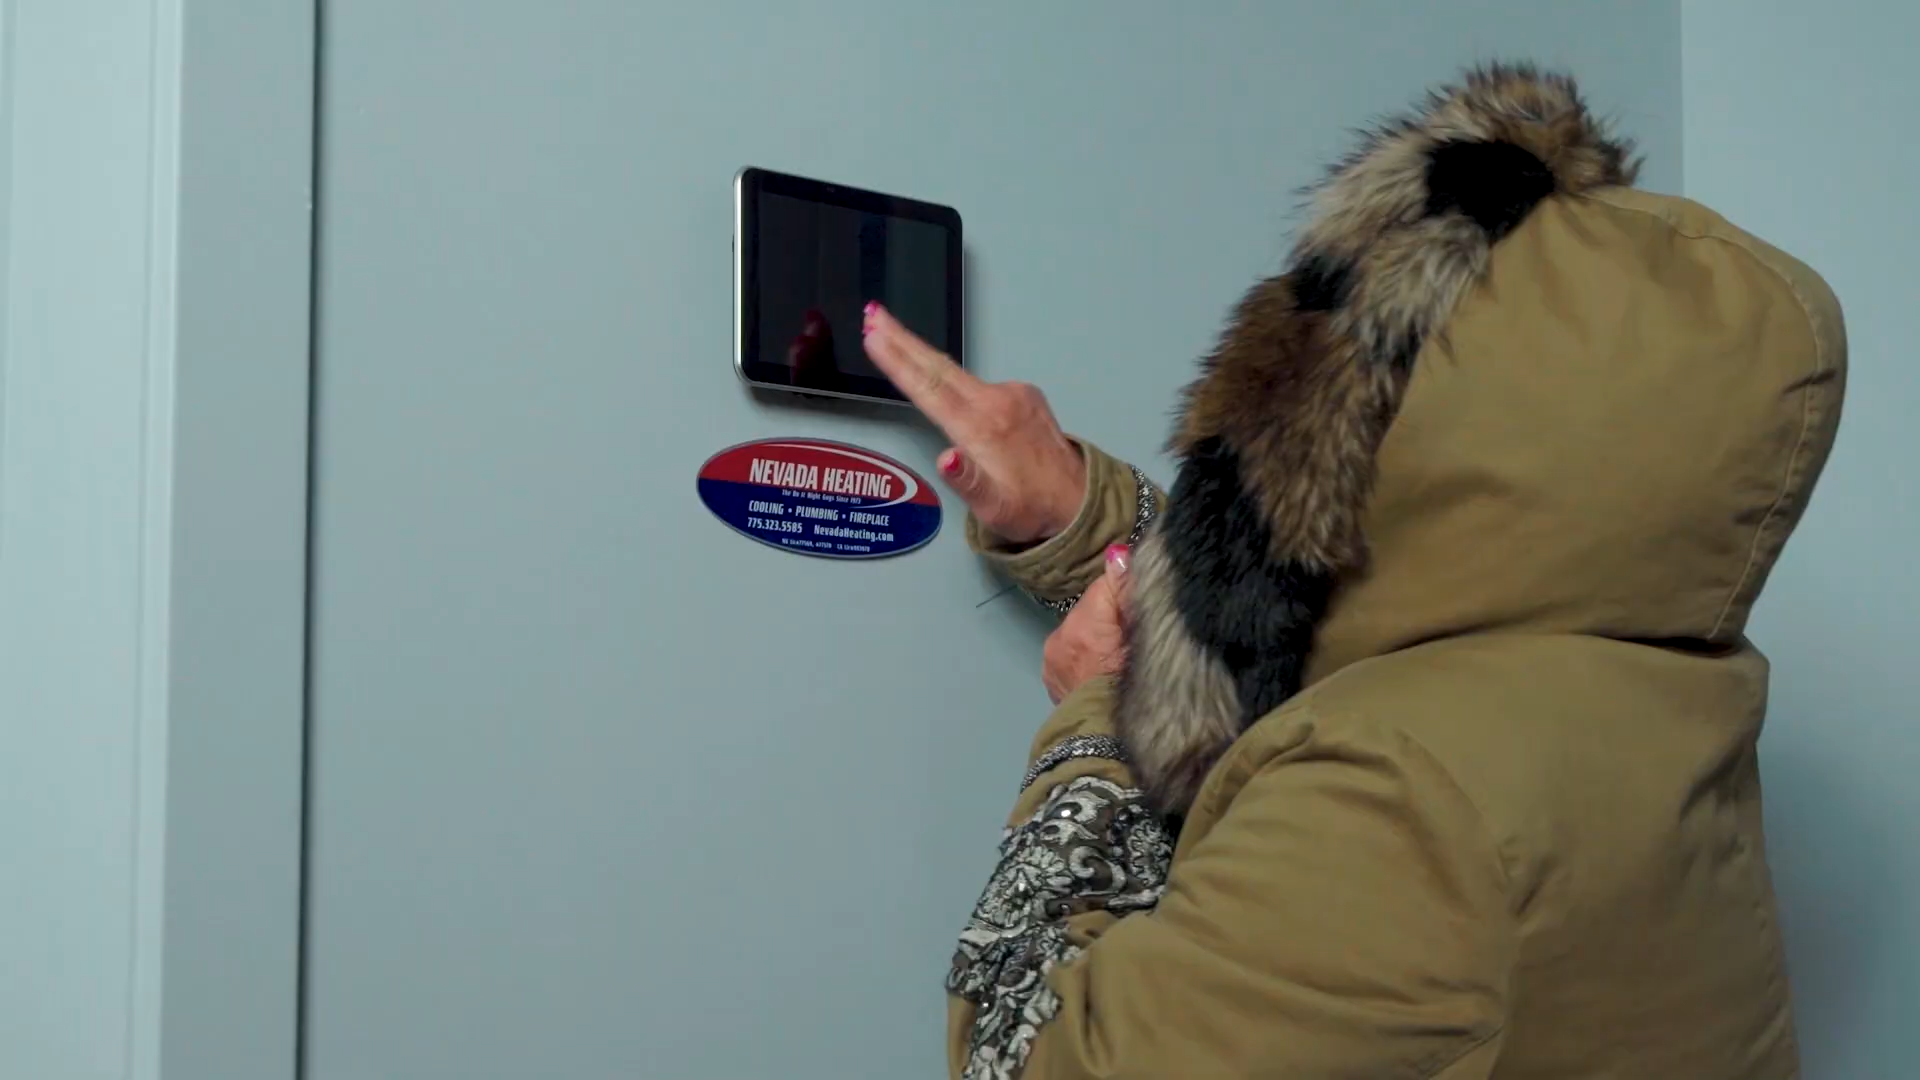 NEVADA HEATING
The Do It Right Guys Since 1973
COOLING • PLUMBING • FIREPLACE
775.323.5585 NevadaHeating.com